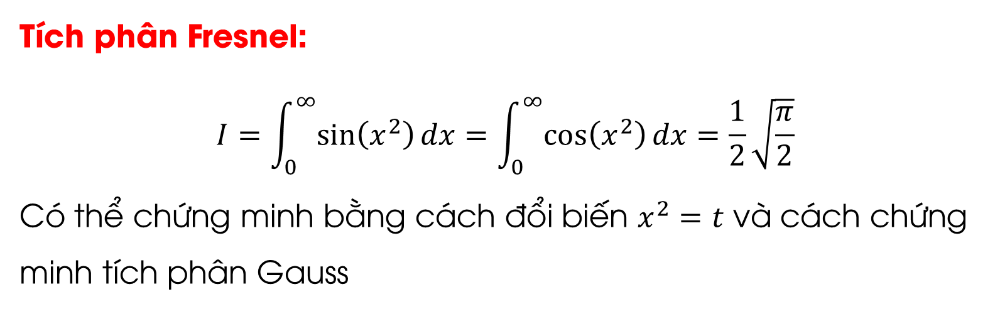 Tích phân Fresnel:
$I = \int_0^\infty \sin(x^2)\,dx = \int_0^\infty \cos(x^2)\,dx = \frac{1}{2}\sqrt{\frac{\pi}{2}}$
Có thể chứng minh bằng cách đổi biến $x^2 = t$ và cách chứng
minh tích phân Gauss